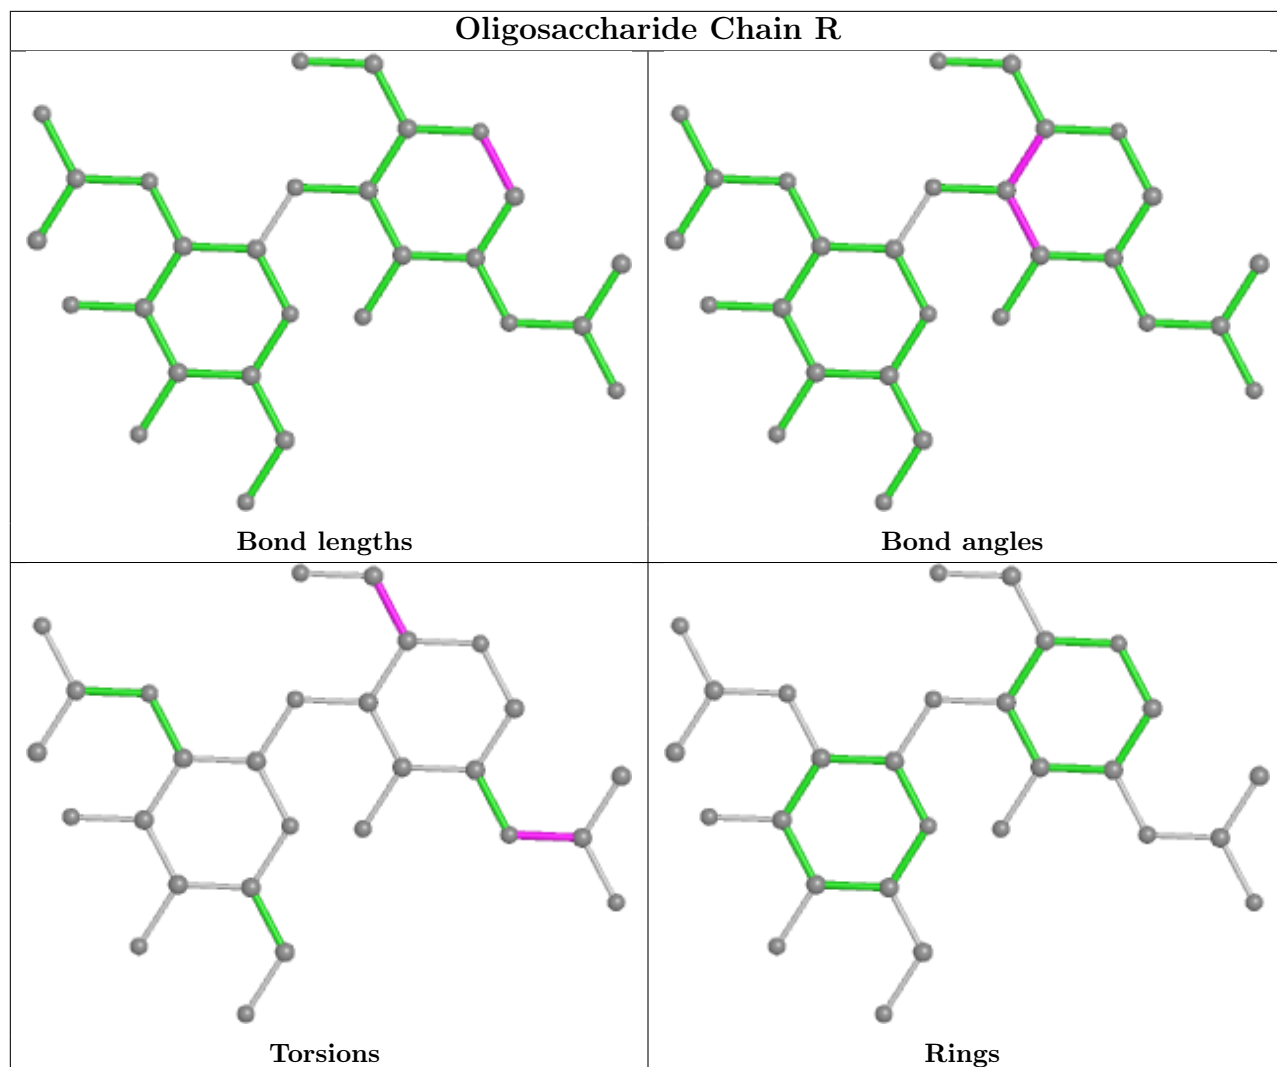 Oligosaccharide Chain R
Bond lengths
Bond angles
Torsions
Rings